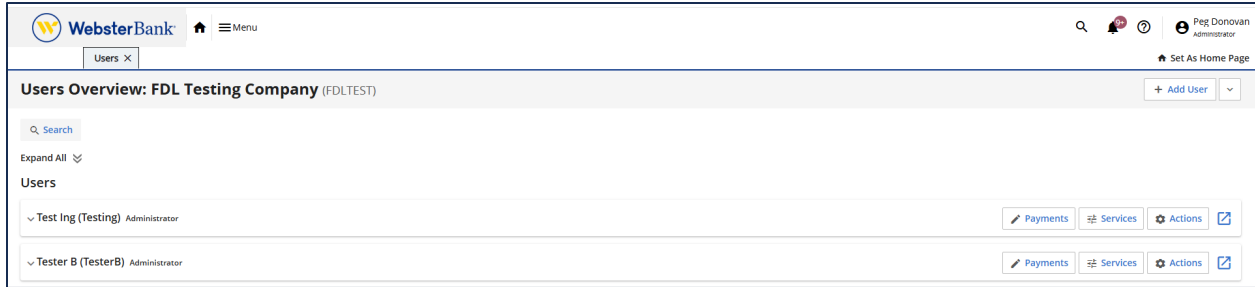 WebsterBank Menu 9+ Peg Donovan
Administrator
Users Set As Home Page
Users Overview: FDL Testing Company (FDLTEST) + Add User
Search
Expand All
Users
Test Ing (Testing) Administrator Payments Services Actions
Tester B (TesterB) Administrator Payments Services Actions